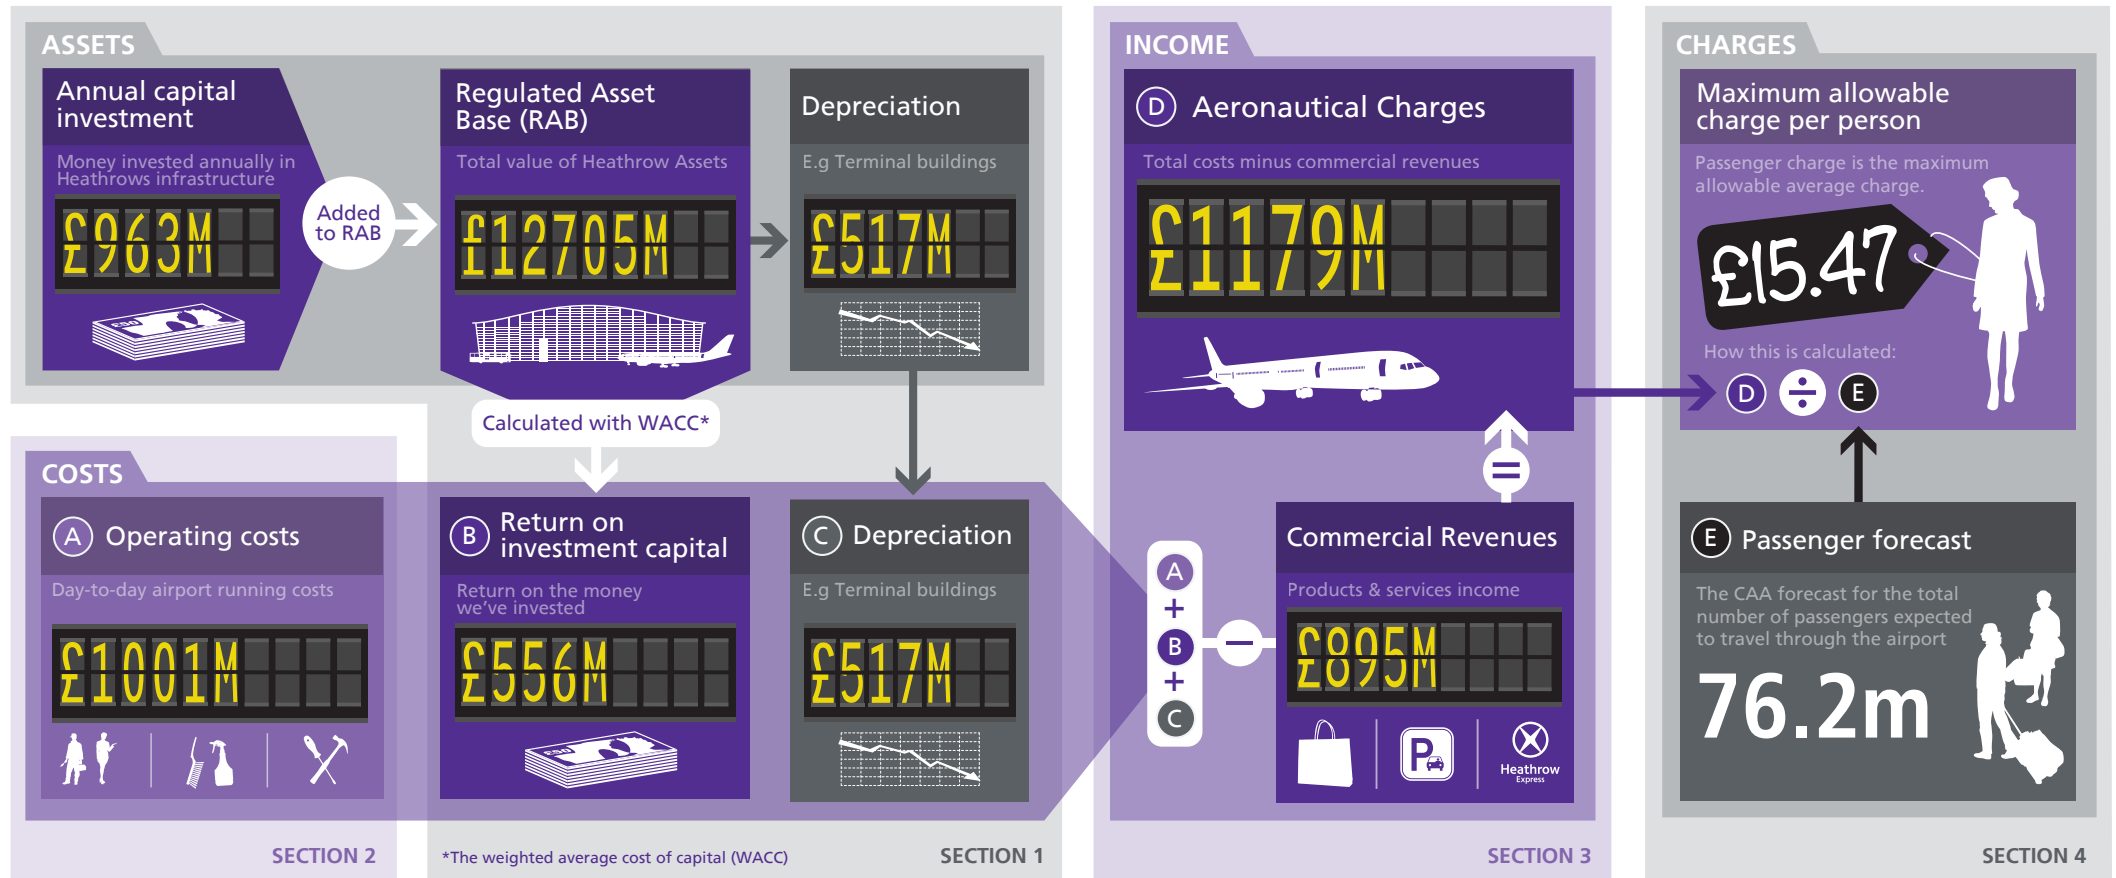 ASSETS
Annual capital
investment
Money invested annually in
Heathrows infrastructure
£963M
Added
to RAB
Regulated Asset
Base (RAB)
Total value of Heathrow Assets
£12705M
Depreciation
E.g Terminal buildings
£517M
Calculated with WACC*
COSTS
A Operating costs
Day-to-day airport running costs
£1001M
B Return on
investment capital
Return on the money
we've invested
£556M
C Depreciation
E.g Terminal buildings
£517M
SECTION 2
*The weighted average cost of capital (WACC)
SECTION 1
INCOME
D Aeronautical Charges
Total costs minus commercial revenues
£1179M
=
A
+
B
+
C
−
Commercial Revenues
Products & services income
£895M
P
Heathrow
Express
SECTION 3
CHARGES
Maximum allowable
charge per person
Passenger charge is the maximum
allowable average charge.
£15.47
How this is calculated:
D ÷ E
E Passenger forecast
The CAA forecast for the total
number of passengers expected
to travel through the airport
76.2m
SECTION 4